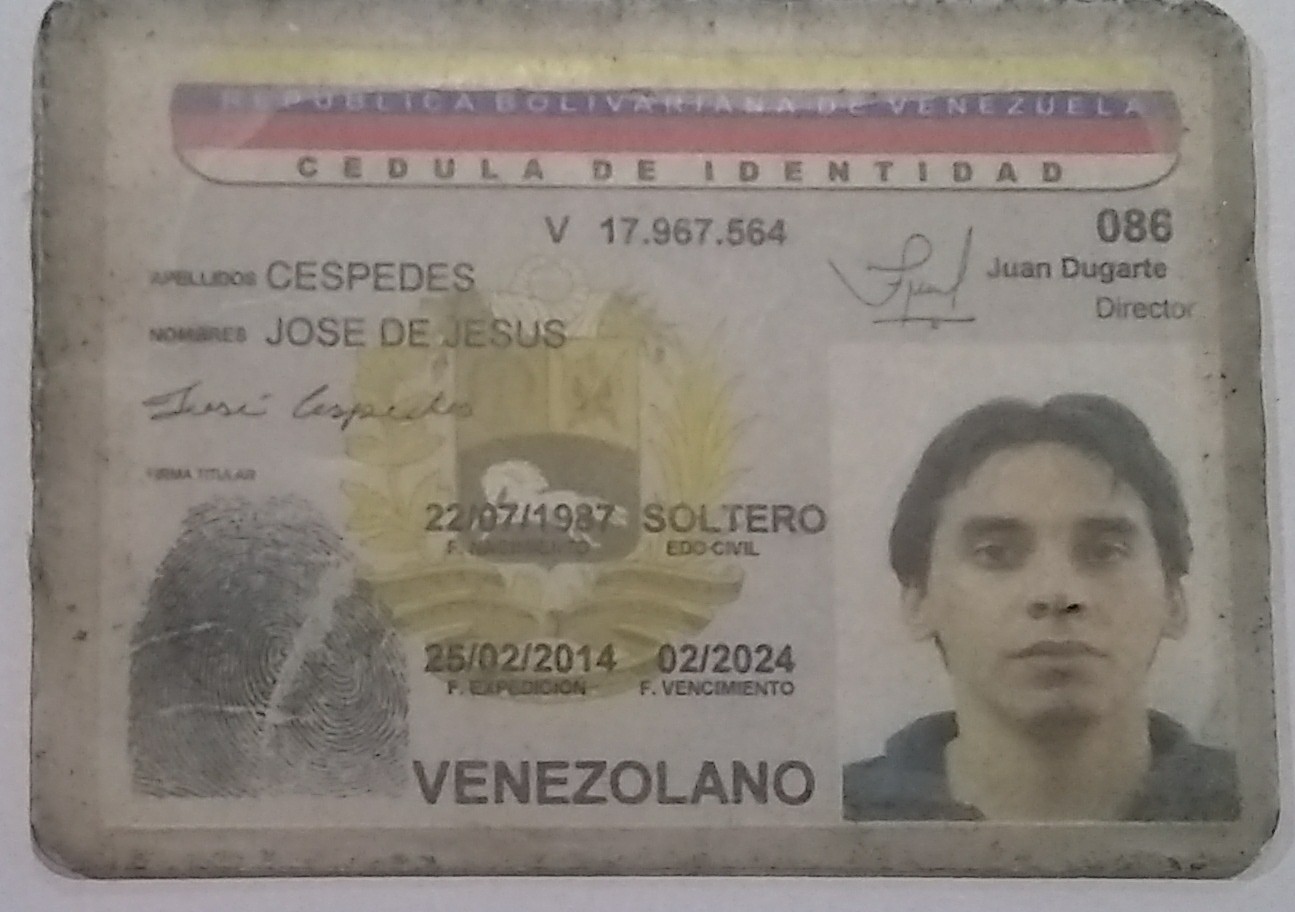 REPÚBLICA BOLIVARIANA DE VENEZUELA
CEDULA DE IDENTIDAD
V 17.967.564
086
Juan Dugarte
Director
APELLIDOS CESPEDES
NOMBRES JOSE DE JESUS
José Cespedes
FIRMA TITULAR
22/07/1987 SOLTERO
F. NACIMIENTO EDO-CIVIL
25/02/2014 02/2024
F. EXPEDICION F. VENCIMIENTO
VENEZOLANO